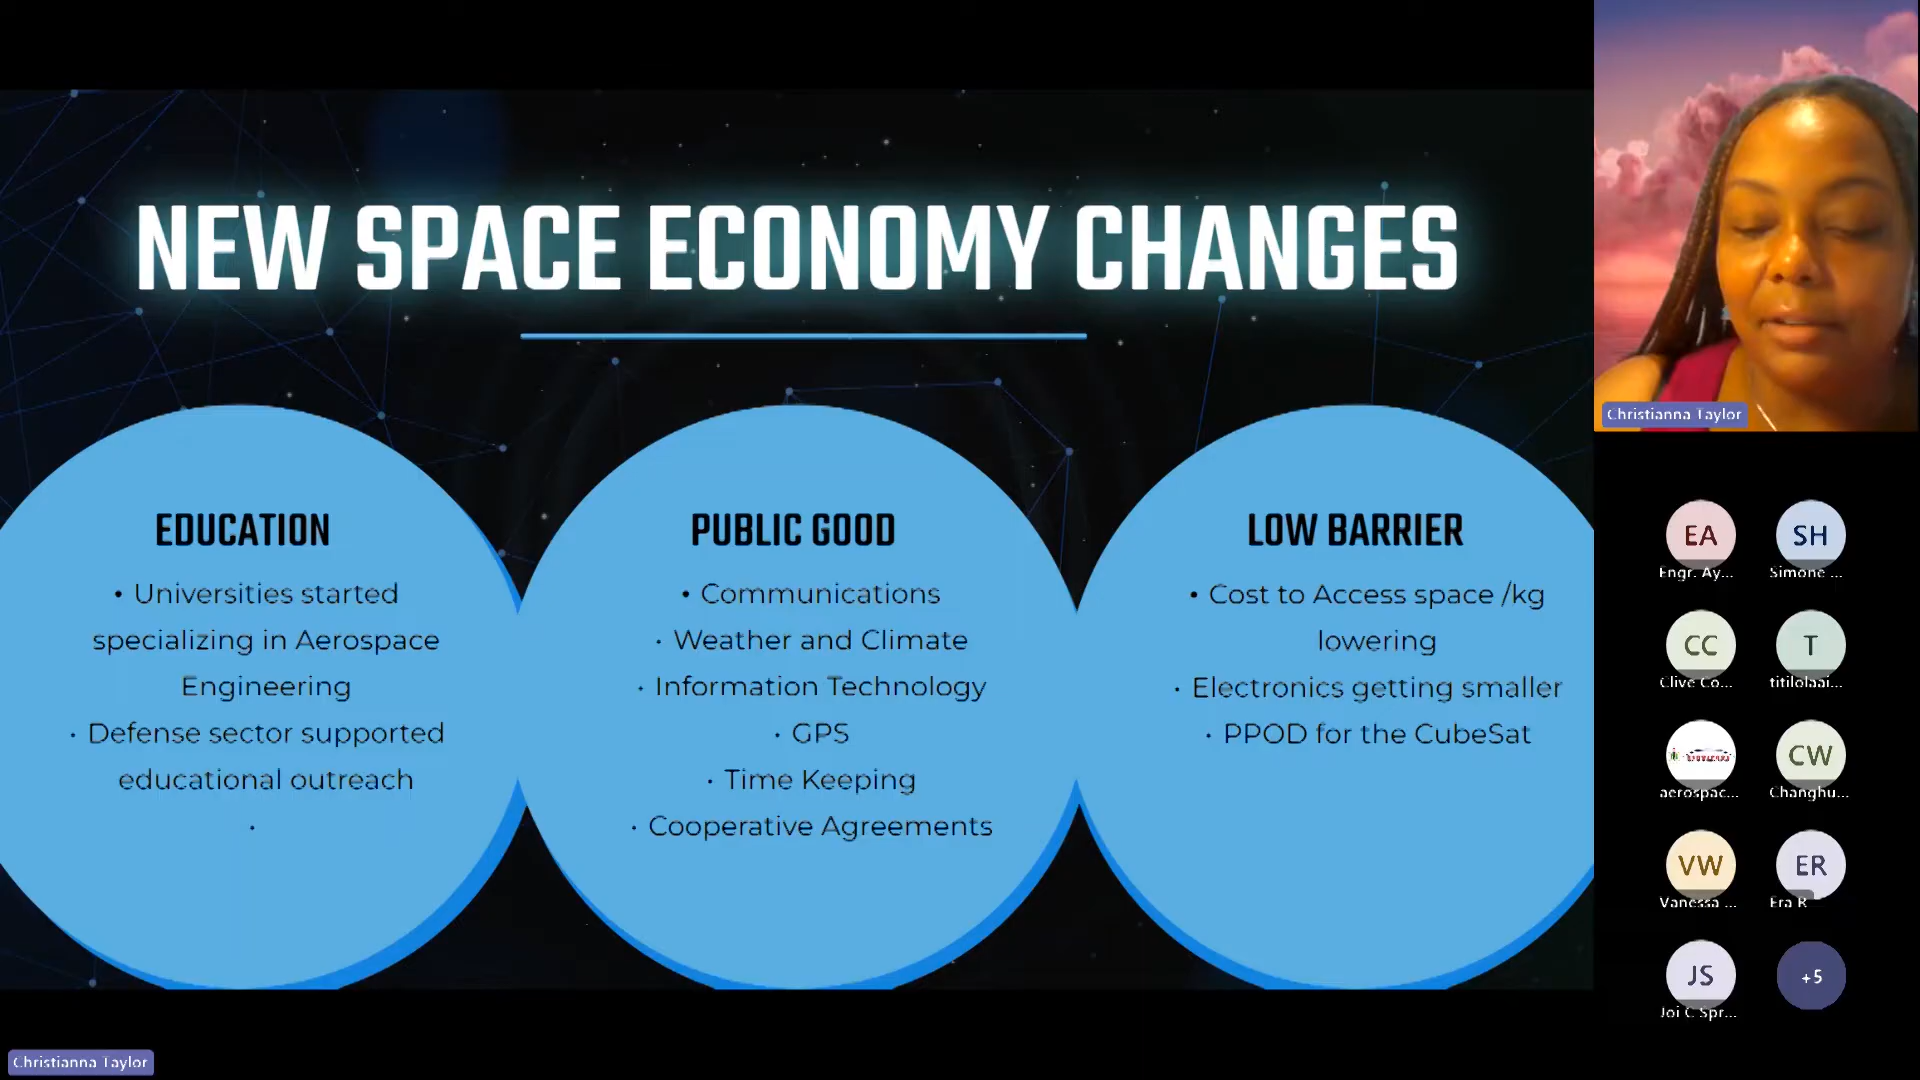 NEW SPACE ECONOMY CHANGES
EDUCATION
• Universities started
specializing in Aerospace
Engineering
• Defense sector supported
educational outreach
•
PUBLIC GOOD
• Communications
• Weather and Climate
• Information Technology
• GPS
• Time Keeping
• Cooperative Agreements
LOW BARRIER
• Cost to Access space /kg
lowering
• Electronics getting smaller
• PPOD for the CubeSat
Christianna Taylor
EA
Engr. Ay...
SH
Simone ...
CC
Clive Co...
T
titilolaai...
aerospac...
CW
Changhu...
VW
Vanessa ...
ER
Era R
JS
Joi C Spr...
+5
Christianna Taylor